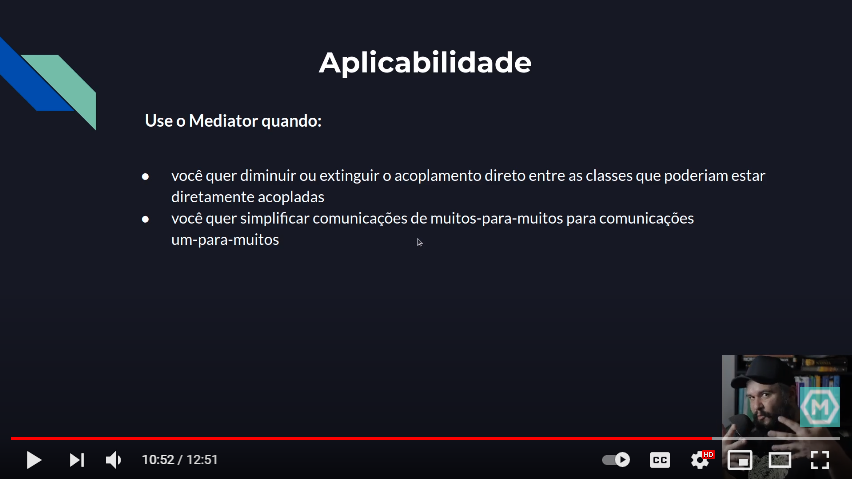 Aplicabilidade
Use o Mediator quando:
● você quer diminuir ou extinguir o acoplamento direto entre as classes que poderiam estar
diretamente acopladas
● você quer simplificar comunicações de muitos-para-muitos para comunicações
um-para-muitos
M
10:52 / 12:51
CC
HD